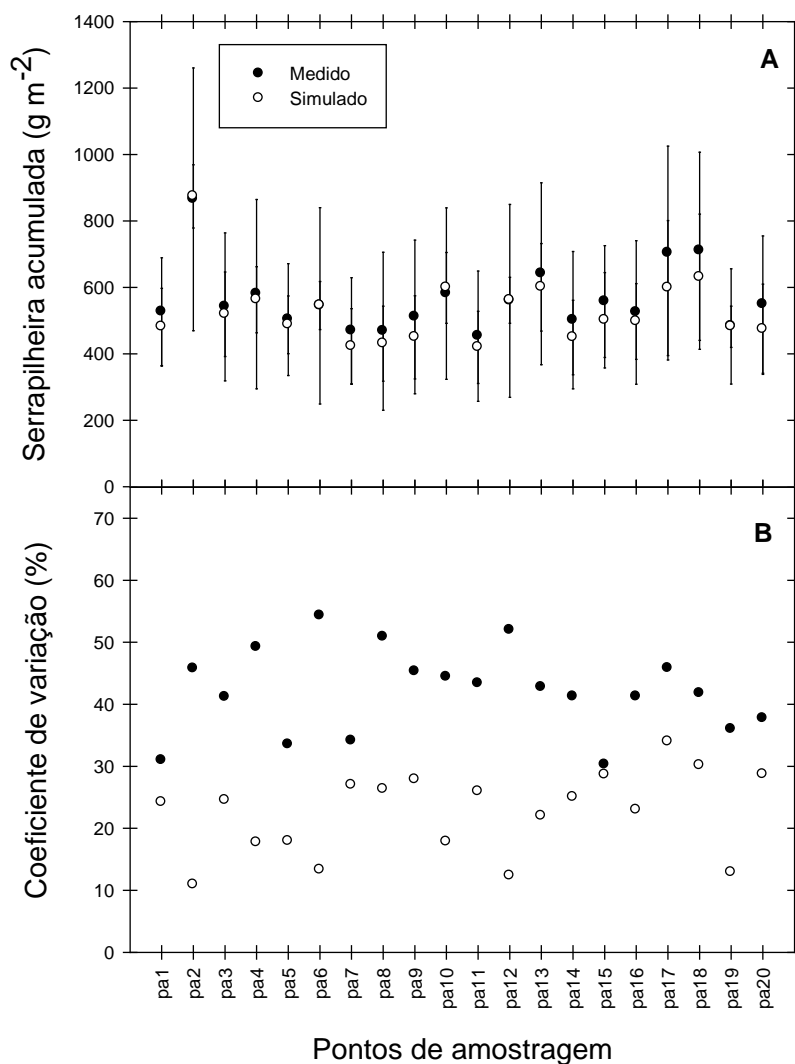 1400
1200
1000
800
600
400
200
0
Serrapilheira acumulada (g m⁻²)
Medido
Simulado
A
70
60
50
40
30
20
10
0
Coeficiente de variação (%)
B
pa1
pa2
pa3
pa4
pa5
pa6
pa7
pa8
pa9
pa10
pa11
pa12
pa13
pa14
pa15
pa16
pa17
pa18
pa19
pa20
Pontos de amostragem